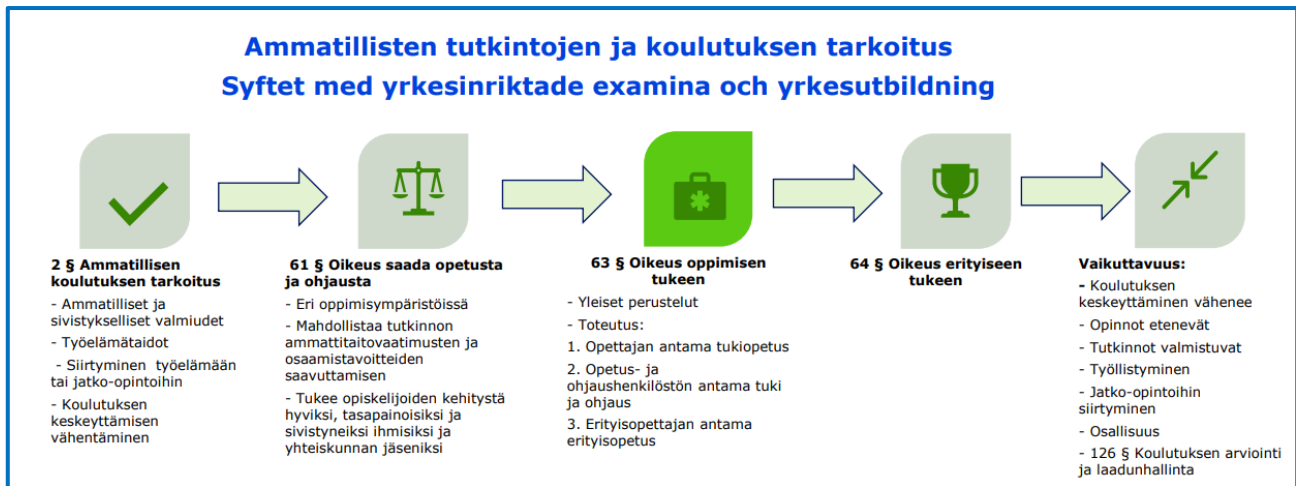 Ammatillisten tutkintojen ja koulutuksen tarkoitus
Syftet med yrkesinriktade examina och yrkesutbildning
2 § Ammatillisen
koulutuksen tarkoitus
- Ammatilliset ja
sivistykselliset valmiudet
- Työelämätaidot
- Siirtyminen työelämään
tai jatko-opintoihin
- Koulutuksen
keskeyttämisen
vähentäminen
61 § Oikeus saada opetusta
ja ohjausta
- Eri oppimisympäristöissä
- Mahdollistaa tutkinnon
ammattitaitovaatimusten ja
osaamistavoitteiden
saavuttamisen
- Tukee opiskelijoiden kehitystä
hyviksi, tasapainoisiksi ja
sivistyneiksi ihmisiksi ja
yhteiskunnan jäseniksi
63 § Oikeus oppimisen
tukeen
- Yleiset perustelut
- Toteutus:
1. Opettajan antama tukiopetus
2. Opetus- ja
ohjaushenkilöstön antama tuki
ja ohjaus
3. Erityisopettajan antama
erityisopetus
64 § Oikeus erityiseen
tukeen
Vaikuttavuus:
- Koulutuksen
keskeyttäminen vähenee
- Opinnot etenevät
- Tutkinnot valmistuvat
- Työllistyminen
- Jatko-opintoihin
siirtyminen
- Osallisuus
- 126 § Koulutuksen arviointi
ja laadunhallinta